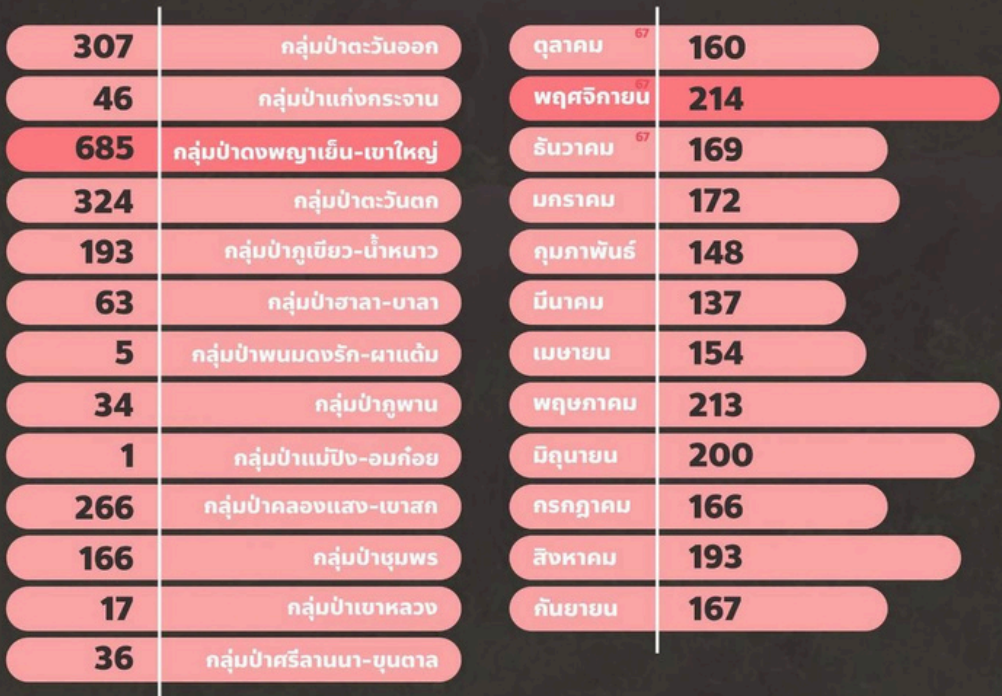 307 กลุ่มป่าตะวันออก
46 กลุ่มป่าแก่งกระจาน
685 กลุ่มป่าดงพญาเย็น-เขาใหญ่
324 กลุ่มป่าตะวันตก
193 กลุ่มป่าภูเขียว-น้ำหนาว
63 กลุ่มป่าฮาลา-บาลา
5 กลุ่มป่าพนมดงรัก-ผาแต้ม
34 กลุ่มป่าภูพาน
1 กลุ่มป่าแม่ปิง-อมก๋อย
266 กลุ่มป่าคลองแสง-เขาสก
166 กลุ่มป่าชุมพร
17 กลุ่มป่าเขาหลวง
36 กลุ่มป่าศรีลานนา-ขุนตาล
ตุลาคม 67 160
พฤศจิกายน 67 214
ธันวาคม 67 169
มกราคม 172
กุมภาพันธ์ 148
มีนาคม 137
เมษายน 154
พฤษภาคม 213
มิถุนายน 200
กรกฎาคม 166
สิงหาคม 193
กันยายน 167